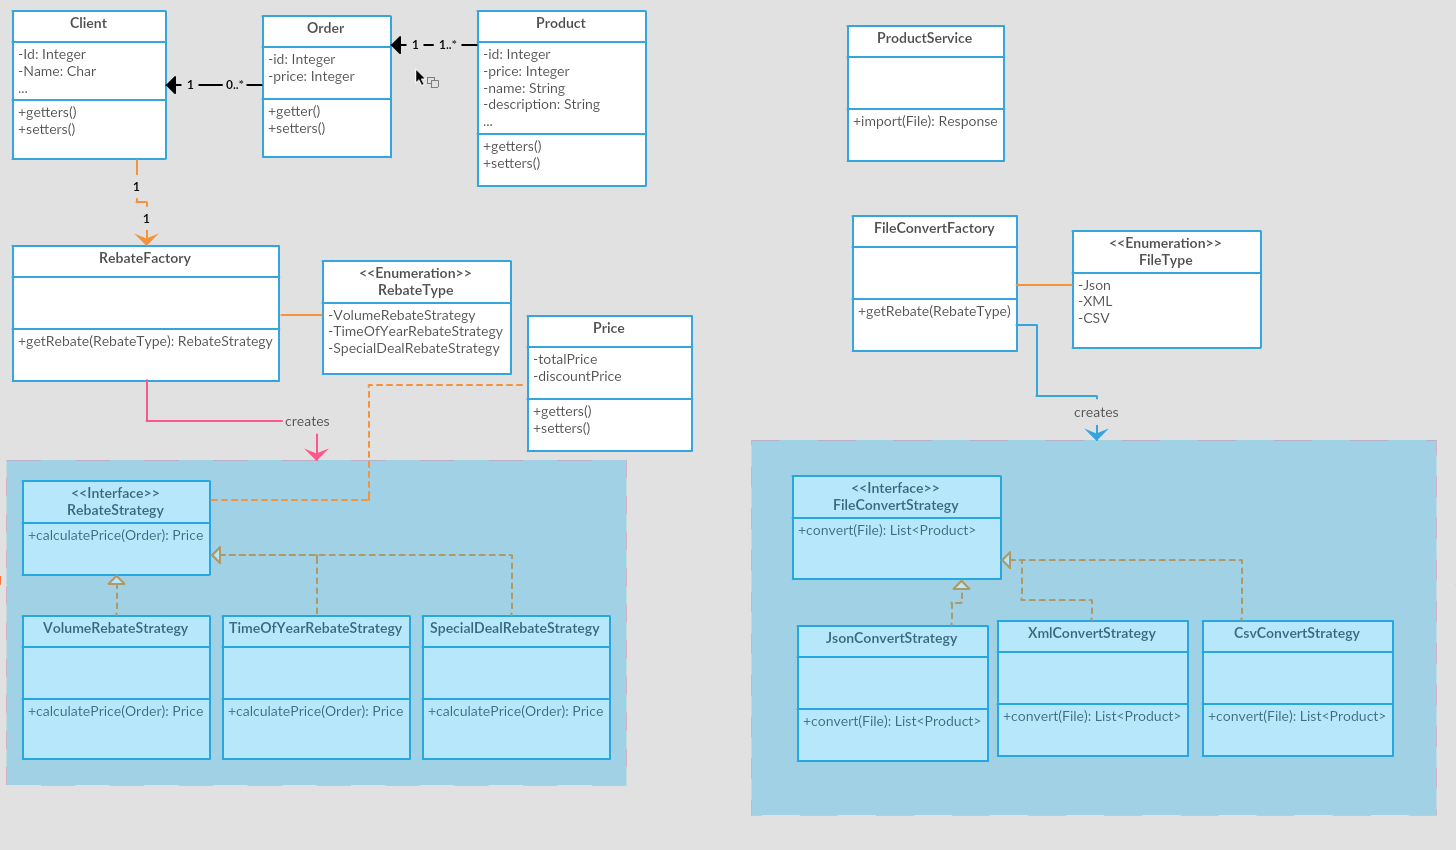 Client
-Id: Integer
-Name: Char
...
+getters()
+setters()
1
0..*
Order
-id: Integer
-price: Integer
+getter()
+setters()
1
1..*
Product
-id: Integer
-price: Integer
-name: String
-description: String
...
+getters()
+setters()
1
1
RebateFactory
+getRebate(RebateType): RebateStrategy
<<Enumeration>>
RebateType
-VolumeRebateStrategy
-TimeOfYearRebateStrategy
-SpecialDealRebateStrategy
Price
-totalPrice
-discountPrice
+getters()
+setters()
creates
<<Interface>>
RebateStrategy
+calculatePrice(Order): Price
VolumeRebateStrategy
+calculatePrice(Order): Price
TimeOfYearRebateStrategy
+calculatePrice(Order): Price
SpecialDealRebateStrategy
+calculatePrice(Order): Price
ProductService
+import(File): Response
FileConvertFactory
+getRebate(RebateType)
<<Enumeration>>
FileType
-Json
-XML
-CSV
creates
<<Interface>>
FileConvertStrategy
+convert(File): List<Product>
JsonConvertStrategy
+convert(File): List<Product>
XmlConvertStrategy
+convert(File): List<Product>
CsvConvertStrategy
+convert(File): List<Product>